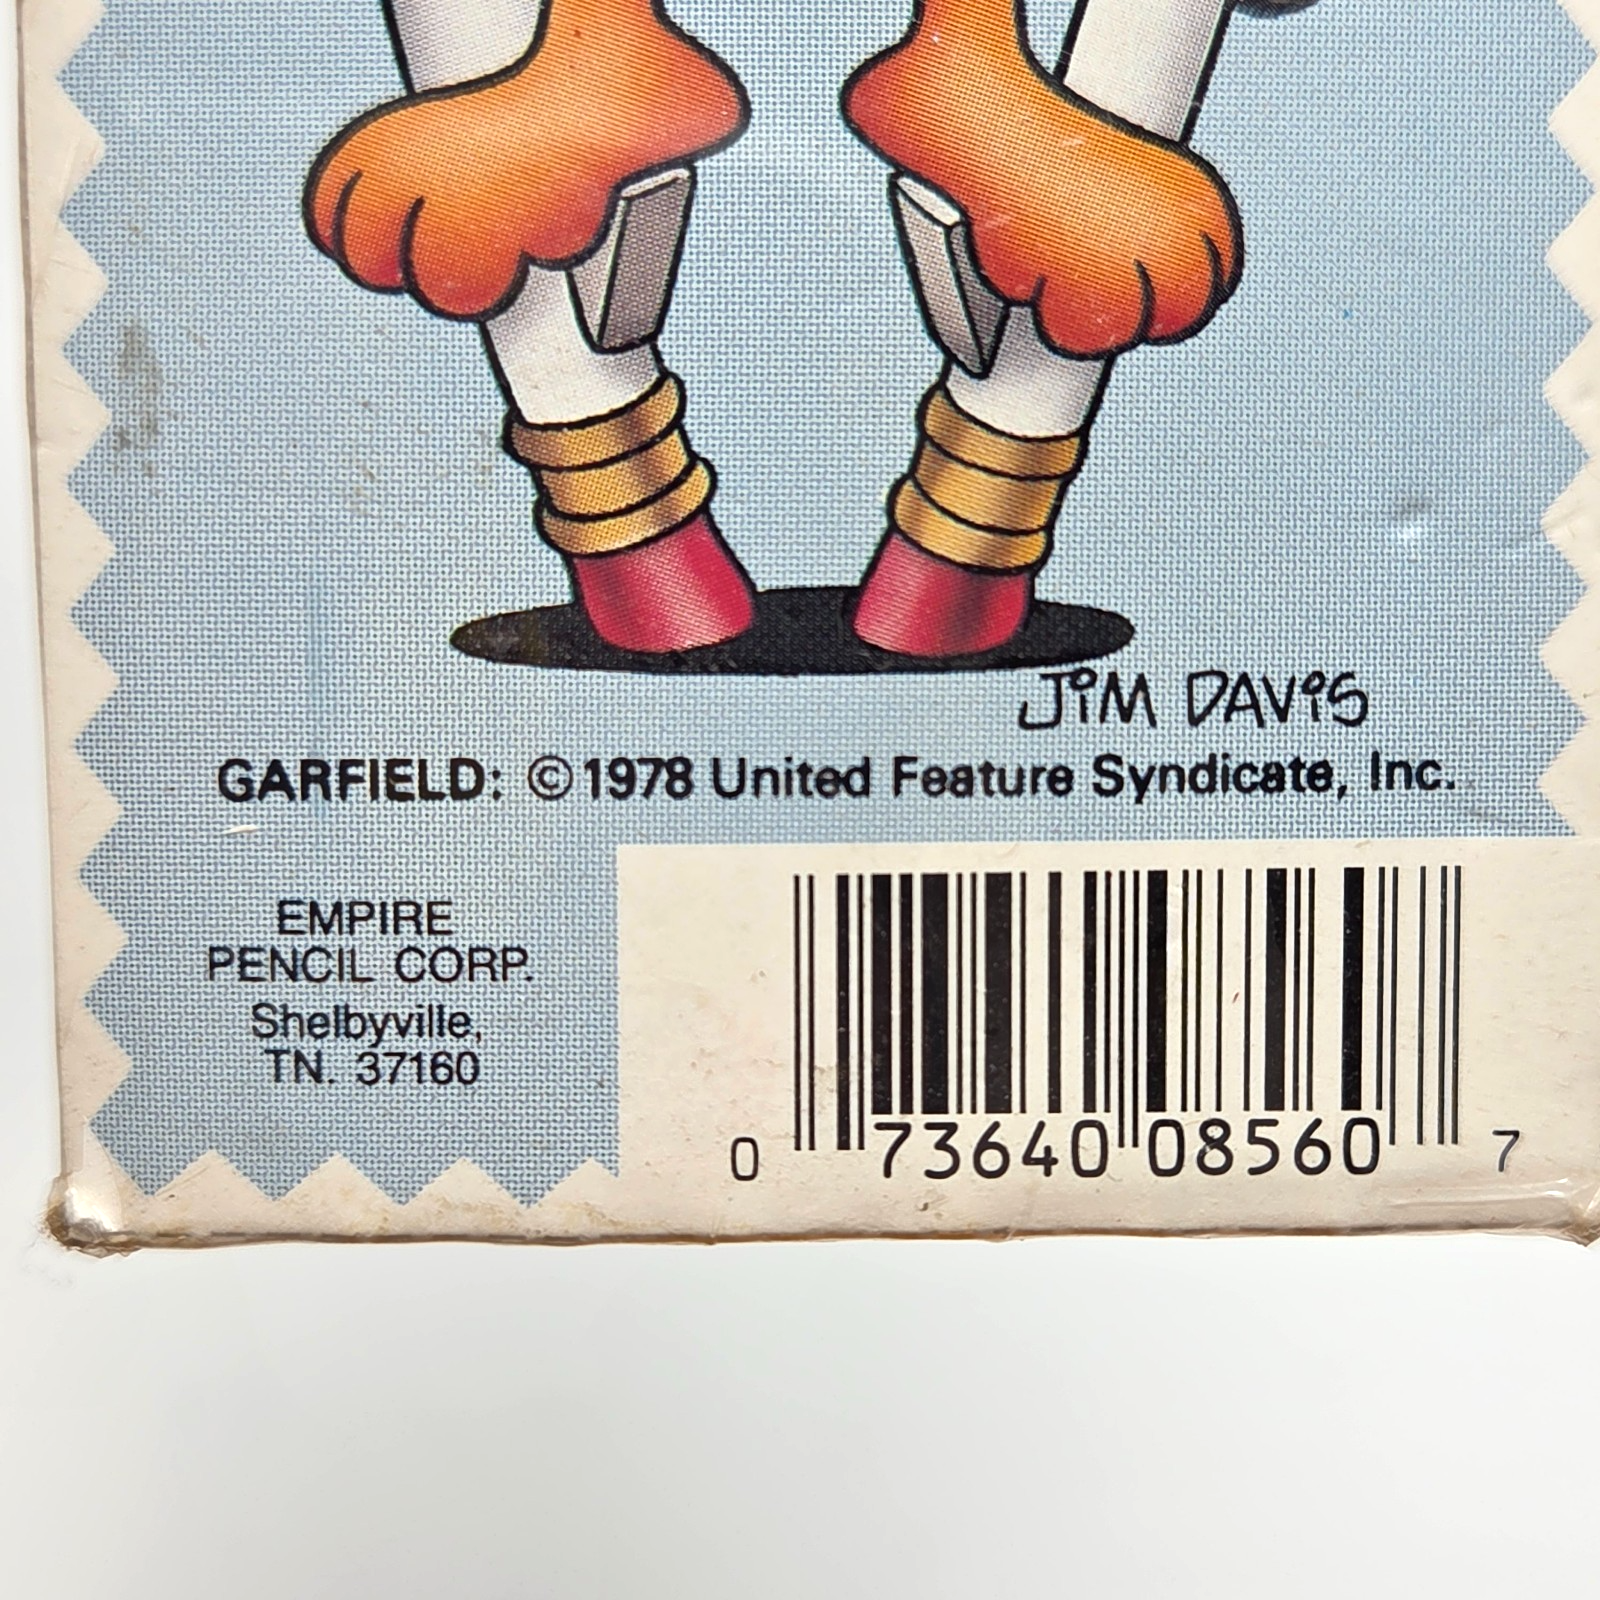 JiM DAViS
GARFIELD: ©1978 United Feature Syndicate, Inc.
EMPIRE
PENCIL CORP.
Shelbyville,
TN. 37160
0 73640 08560 7